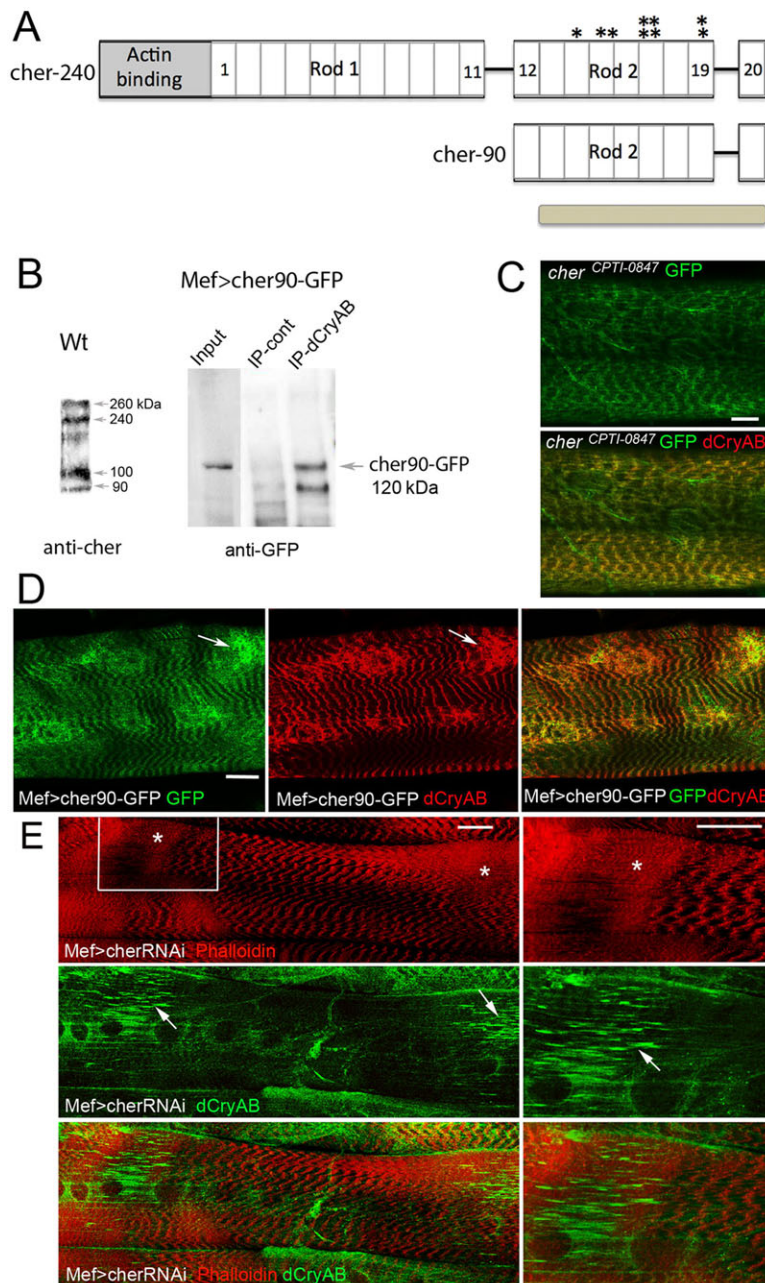 A
* ** ** *
** *
cher-240 Actin binding 1 Rod 1 11 12 Rod 2 19 20
cher-90 Rod 2
B
Mef>cher90-GFP
Wt
Input IP-cont IP-dCryAB
260 kDa
240
100
90
cher90-GFP
120 kDa
anti-cher
anti-GFP
C
cher CPTI-0847 GFP
cher CPTI-0847 GFP dCryAB
D
Mef>cher90-GFP GFP
Mef>cher90-GFP dCryAB
Mef>cher90-GFP GFPdCryAB
E
* * *
Mef>cherRNAi Phalloidin
Mef>cherRNAi dCryAB
Mef>cherRNAi Phalloidin dCryAB